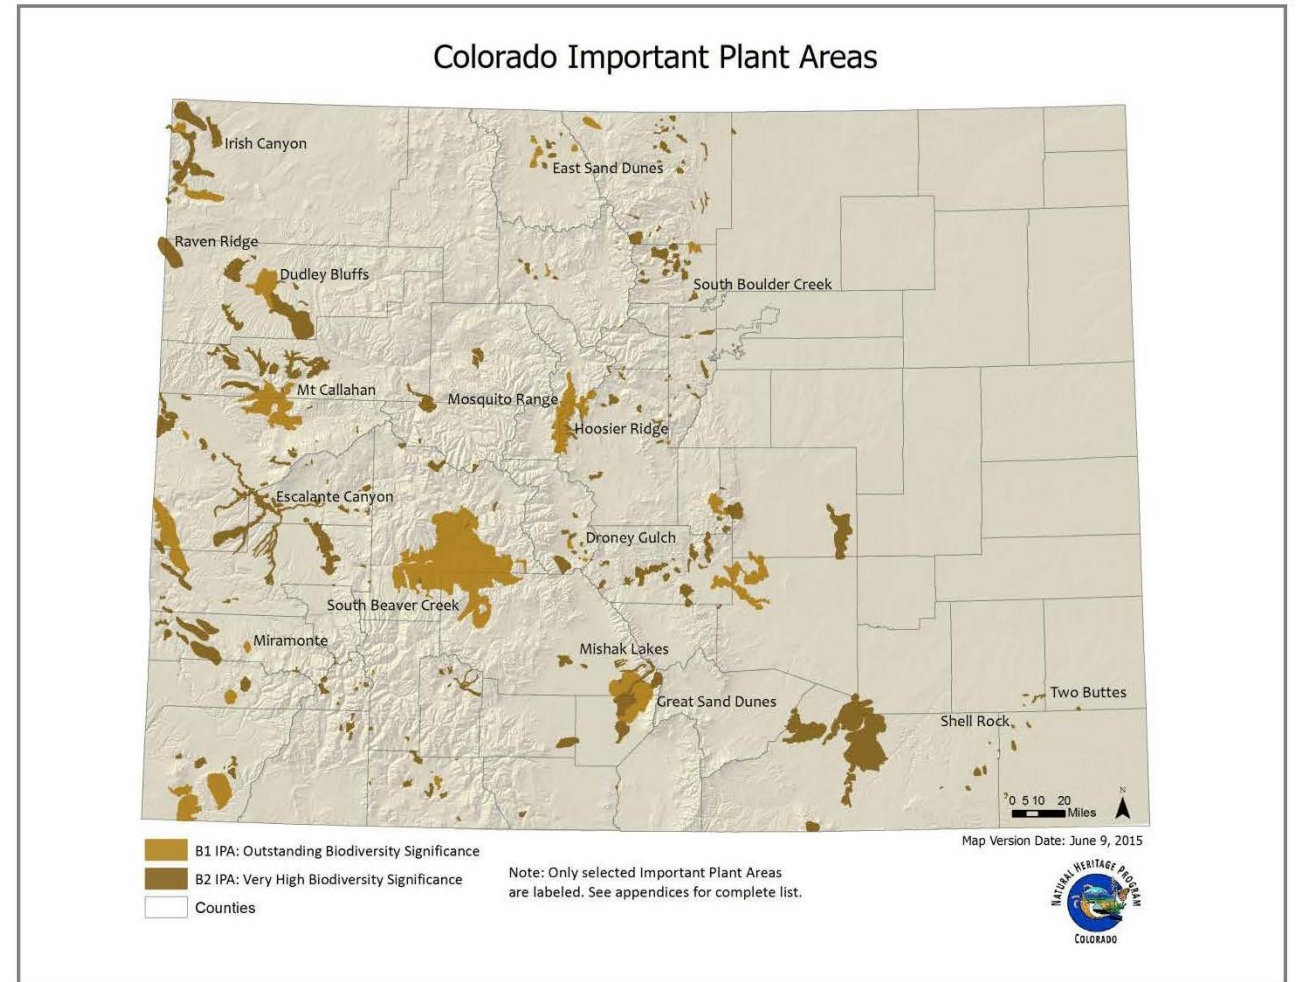 Colorado Important Plant Areas
Irish Canyon
East Sand Dunes
Raven Ridge
Dudley Bluffs
South Boulder Creek
Mt Callahan
Mosquito Range
Hoosier Ridge
Escalante Canyon
Droney Gulch
South Beaver Creek
Miramonte
Mishak Lakes
Great Sand Dunes
Two Buttes
Shell Rock
N
0 5 10 20
Miles
Map Version Date: June 9, 2015
B1 IPA: Outstanding Biodiversity Significance
B2 IPA: Very High Biodiversity Significance
Counties
Note: Only selected Important Plant Areas
are labeled. See appendices for complete list.
NATURAL HERITAGE PROGRAM
COLORADO